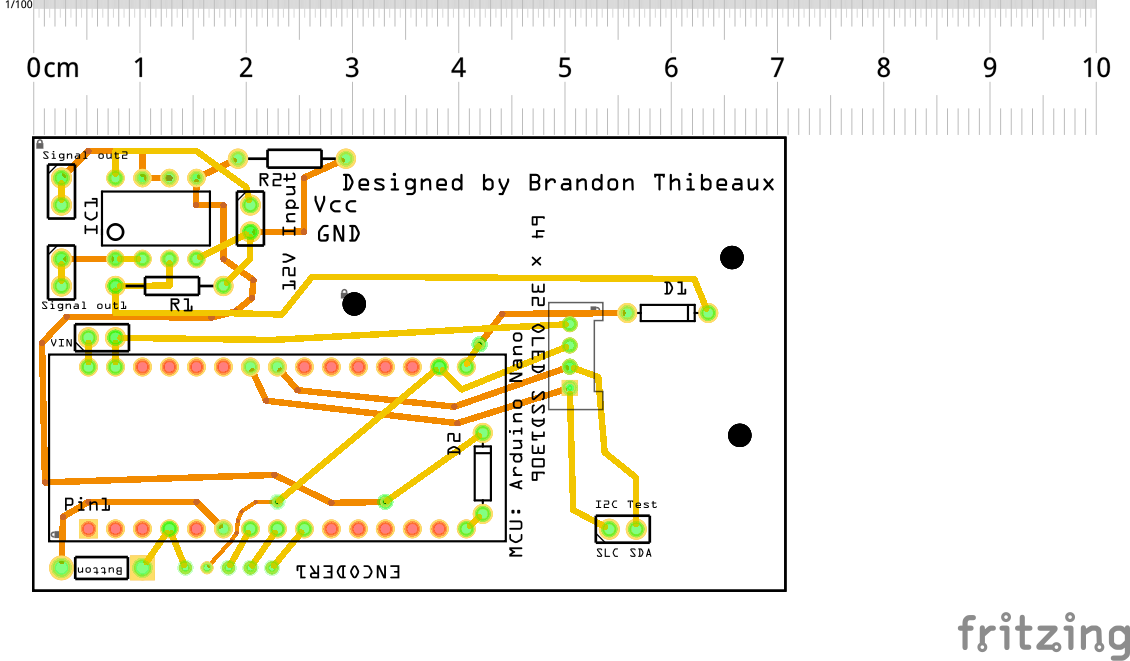 1/100
0cm 1 2 3 4 5 6 7 8 9 10
Signal out2
R2
Designed by Brandon Thibeaux
IC1
12V Input
Vcc
GND
Signal out1
R1
D1
VIN
OLED SSD1306
32 x 64
MCU: Arduino Nano
D2
Pin1
I2C Test
SLC SDA
Button
ENCODER1
fritzing